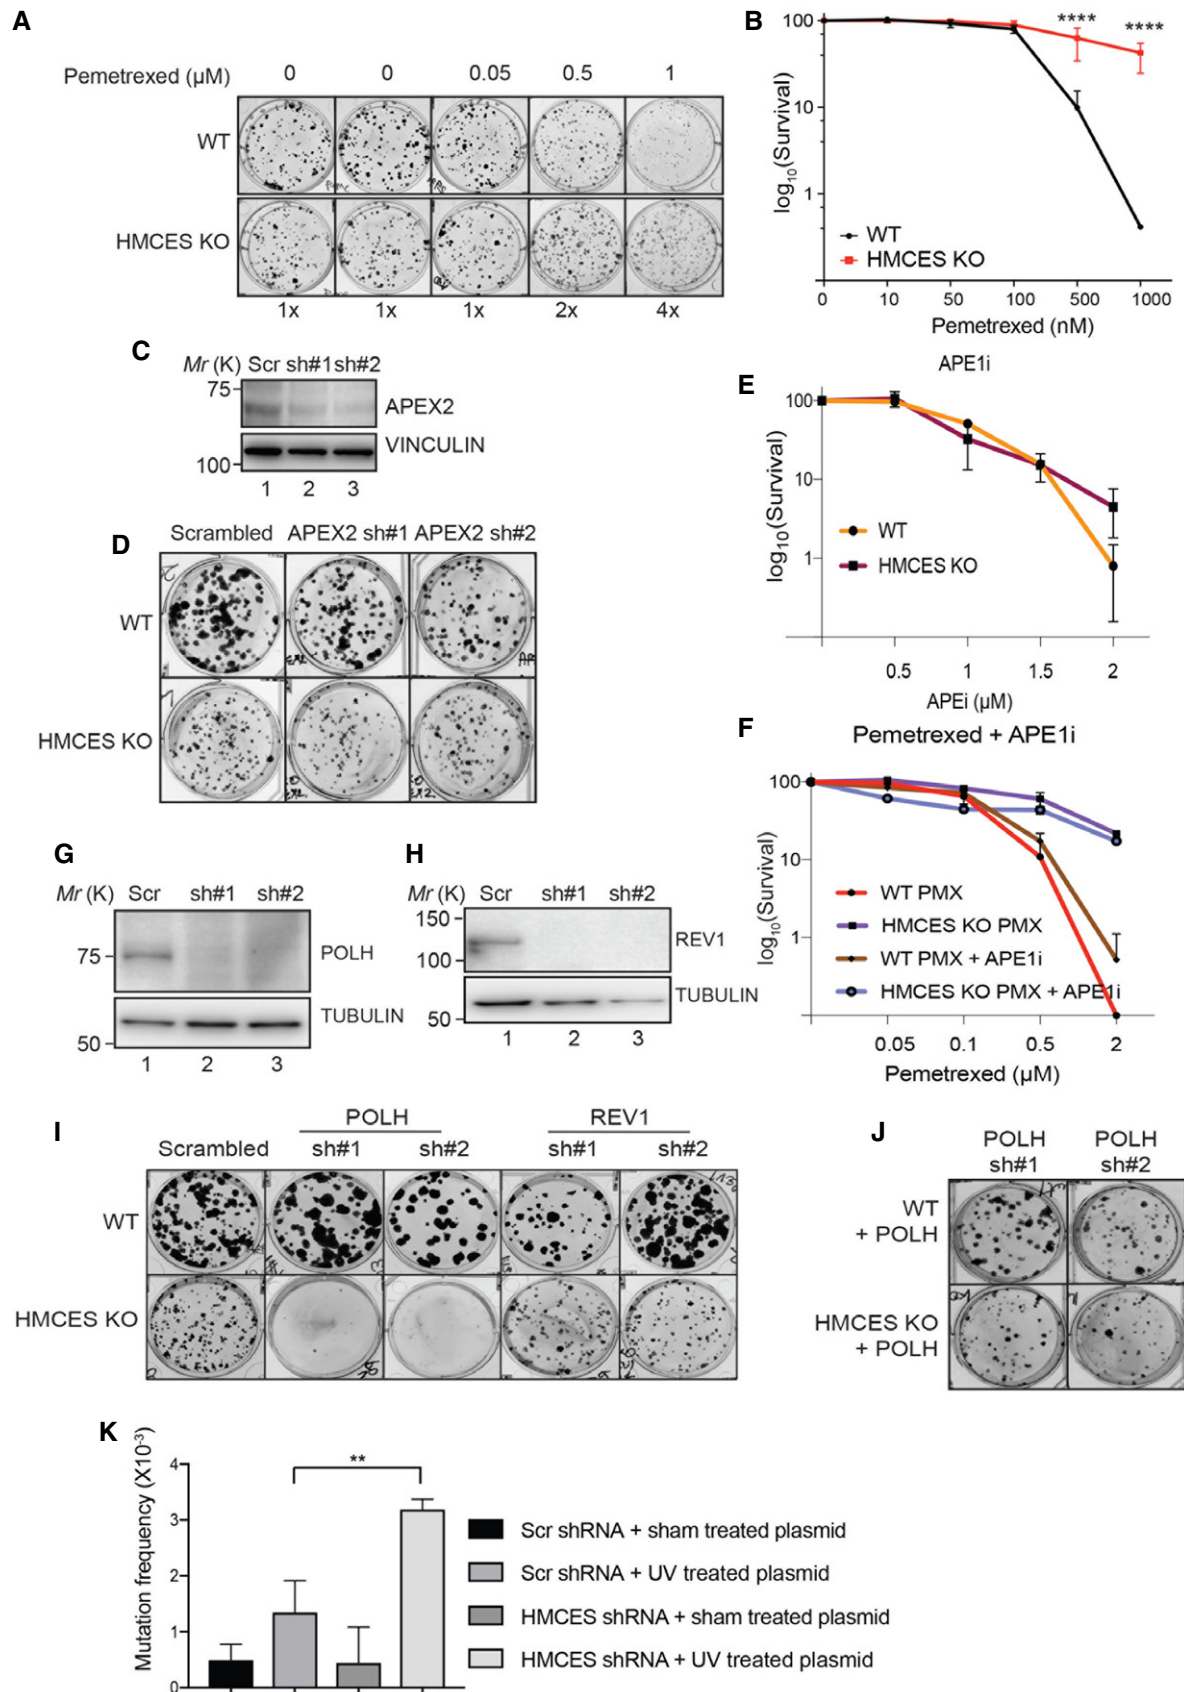 A
Pemetrexed (µM) 0 0 0.05 0.5 1
WT
HMCES KO
1x 1x 1x 2x 4x
B
log10(Survival)
100
10
1
****
****
WT
HMCES KO
0 10 50 100 500 1000
Pemetrexed (nM)
C
Mr (K) Scr sh#1 sh#2
75
APEX2
VINCULIN
100
1 2 3
D
Scrambled APEX2 sh#1 APEX2 sh#2
WT
HMCES KO
E
APE1i
log10(Survival)
100
10
1
WT
HMCES KO
0.5 1 1.5 2
APEi (µM)
F
Pemetrexed + APE1i
log10(Survival)
100
10
1
WT PMX
HMCES KO PMX
WT PMX + APE1i
HMCES KO PMX + APE1i
0.05 0.1 0.5 2
Pemetrexed (µM)
G
Mr (K) Scr sh#1 sh#2
75
POLH
TUBULIN
50
1 2 3
H
Mr (K) Scr sh#1 sh#2
150
REV1
100
TUBULIN
50
1 2 3
I
POLH REV1
Scrambled sh#1 sh#2 sh#1 sh#2
WT
HMCES KO
J
POLH POLH
sh#1 sh#2
WT
+ POLH
HMCES KO
+ POLH
K
Mutation frequency (X10-3)
4
3
2
1
0
**
Scr shRNA + sham treated plasmid
Scr shRNA + UV treated plasmid
HMCES shRNA + sham treated plasmid
HMCES shRNA + UV treated plasmid